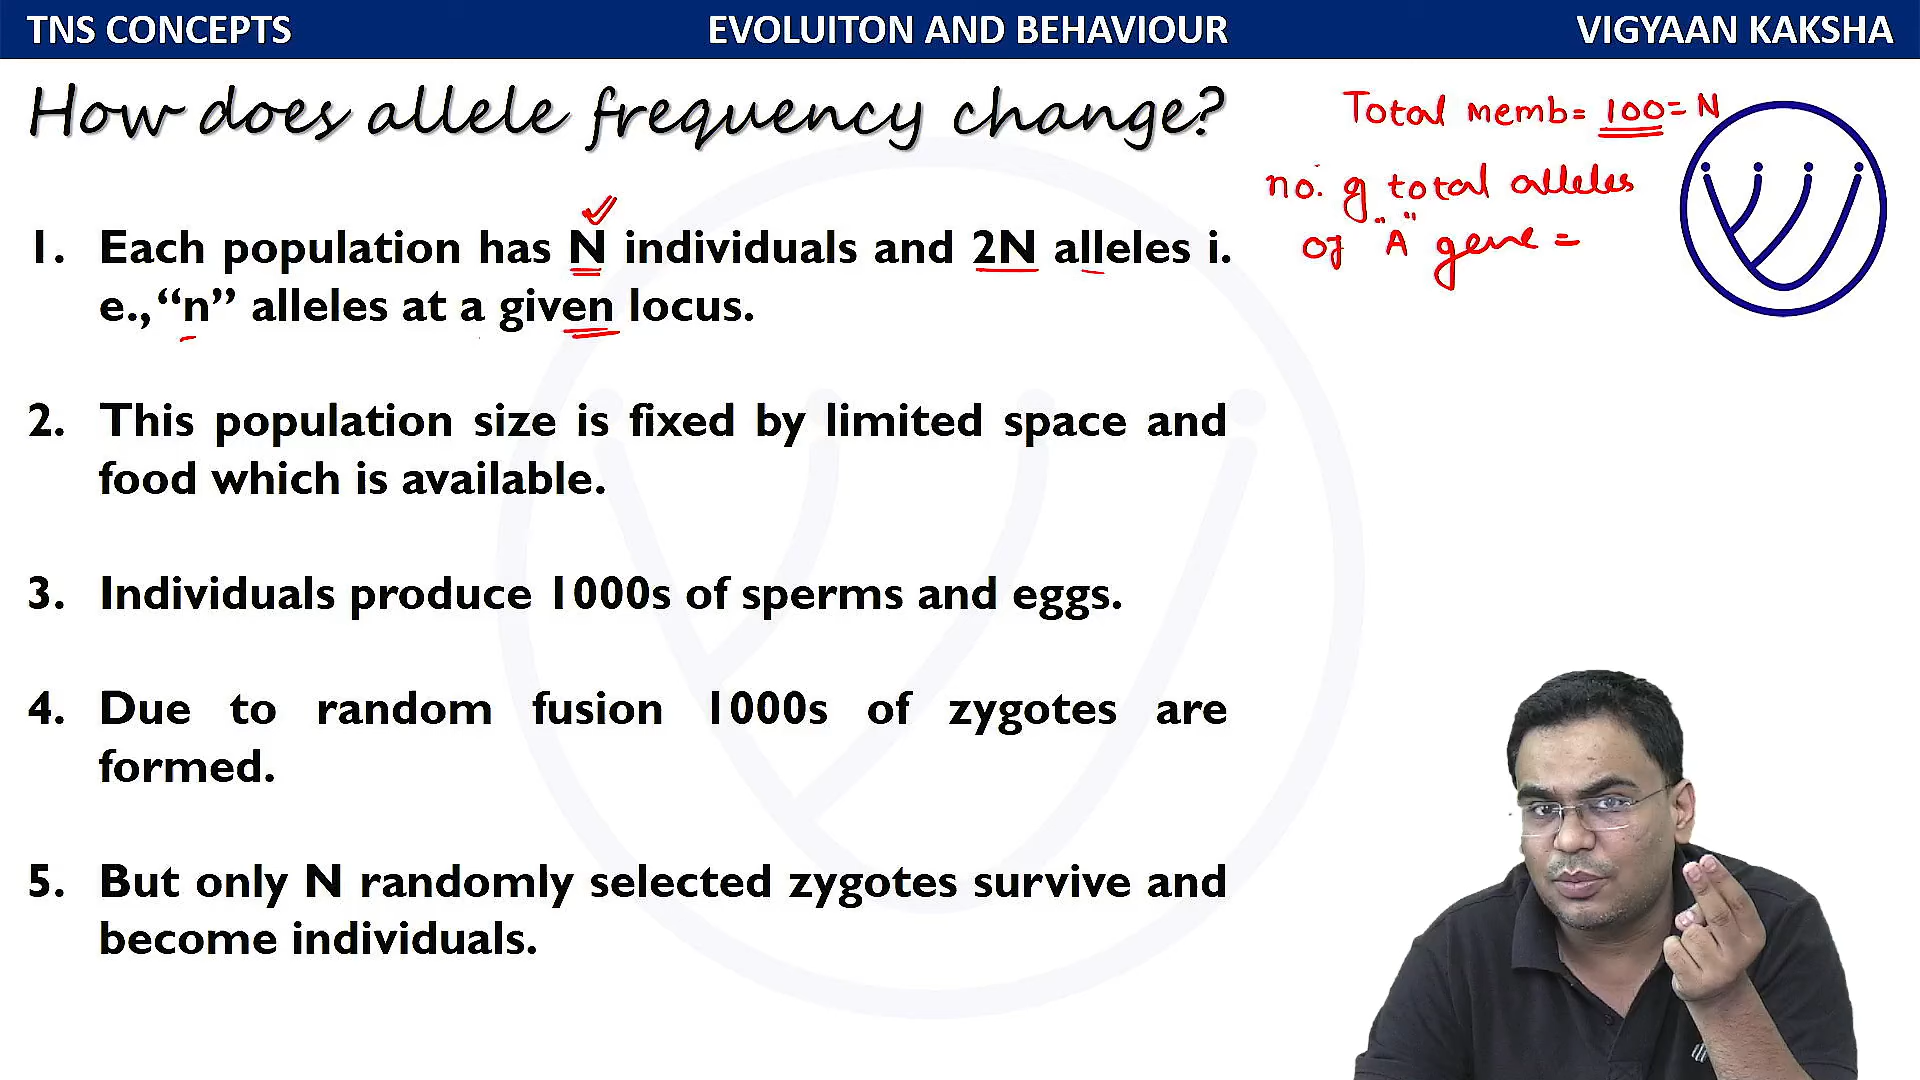 TNS CONCEPTS
EVOLUITON AND BEHAVIOUR
VIGYAAN KAKSHA
How does allele frequency change?
Total memb = 100 = N
no. of total alleles
of "A" gene =
1. Each population has N individuals and 2N alleles i.
e., “n” alleles at a given locus.
2. This population size is fixed by limited space and
food which is available.
3. Individuals produce 1000s of sperms and eggs.
4. Due to random fusion 1000s of zygotes are
formed.
5. But only N randomly selected zygotes survive and
become individuals.